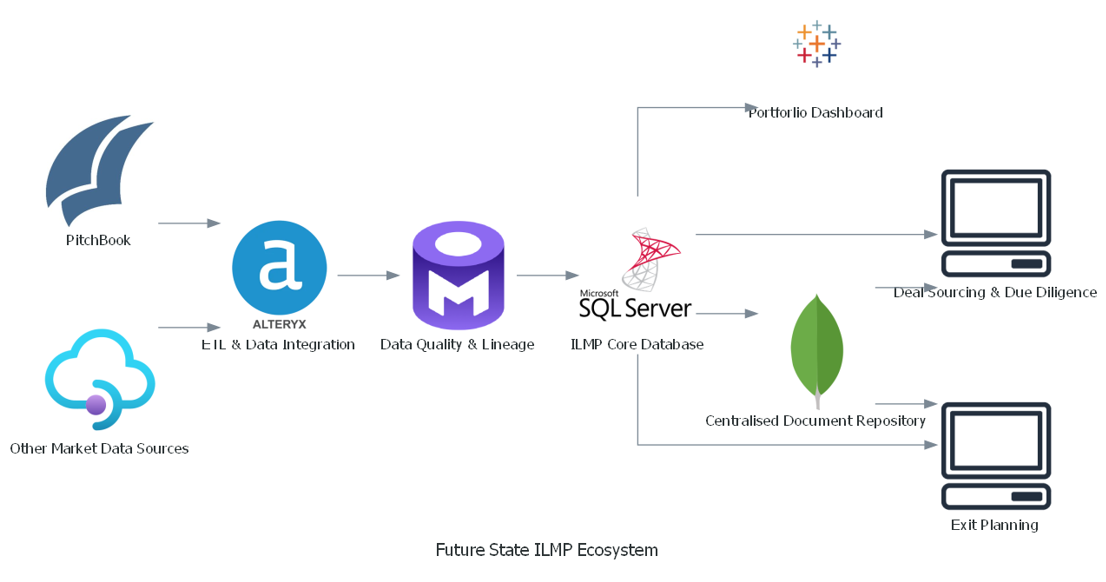 Portforlio Dashboard
PitchBook
a
ALTERYX
ETL & Data Integration
Data Quality & Lineage
Microsoft
SQL Server
ILMP Core Database
Deal Sourcing & Due Diligence
Other Market Data Sources
Centralised Document Repository
Exit Planning
Future State ILMP Ecosystem